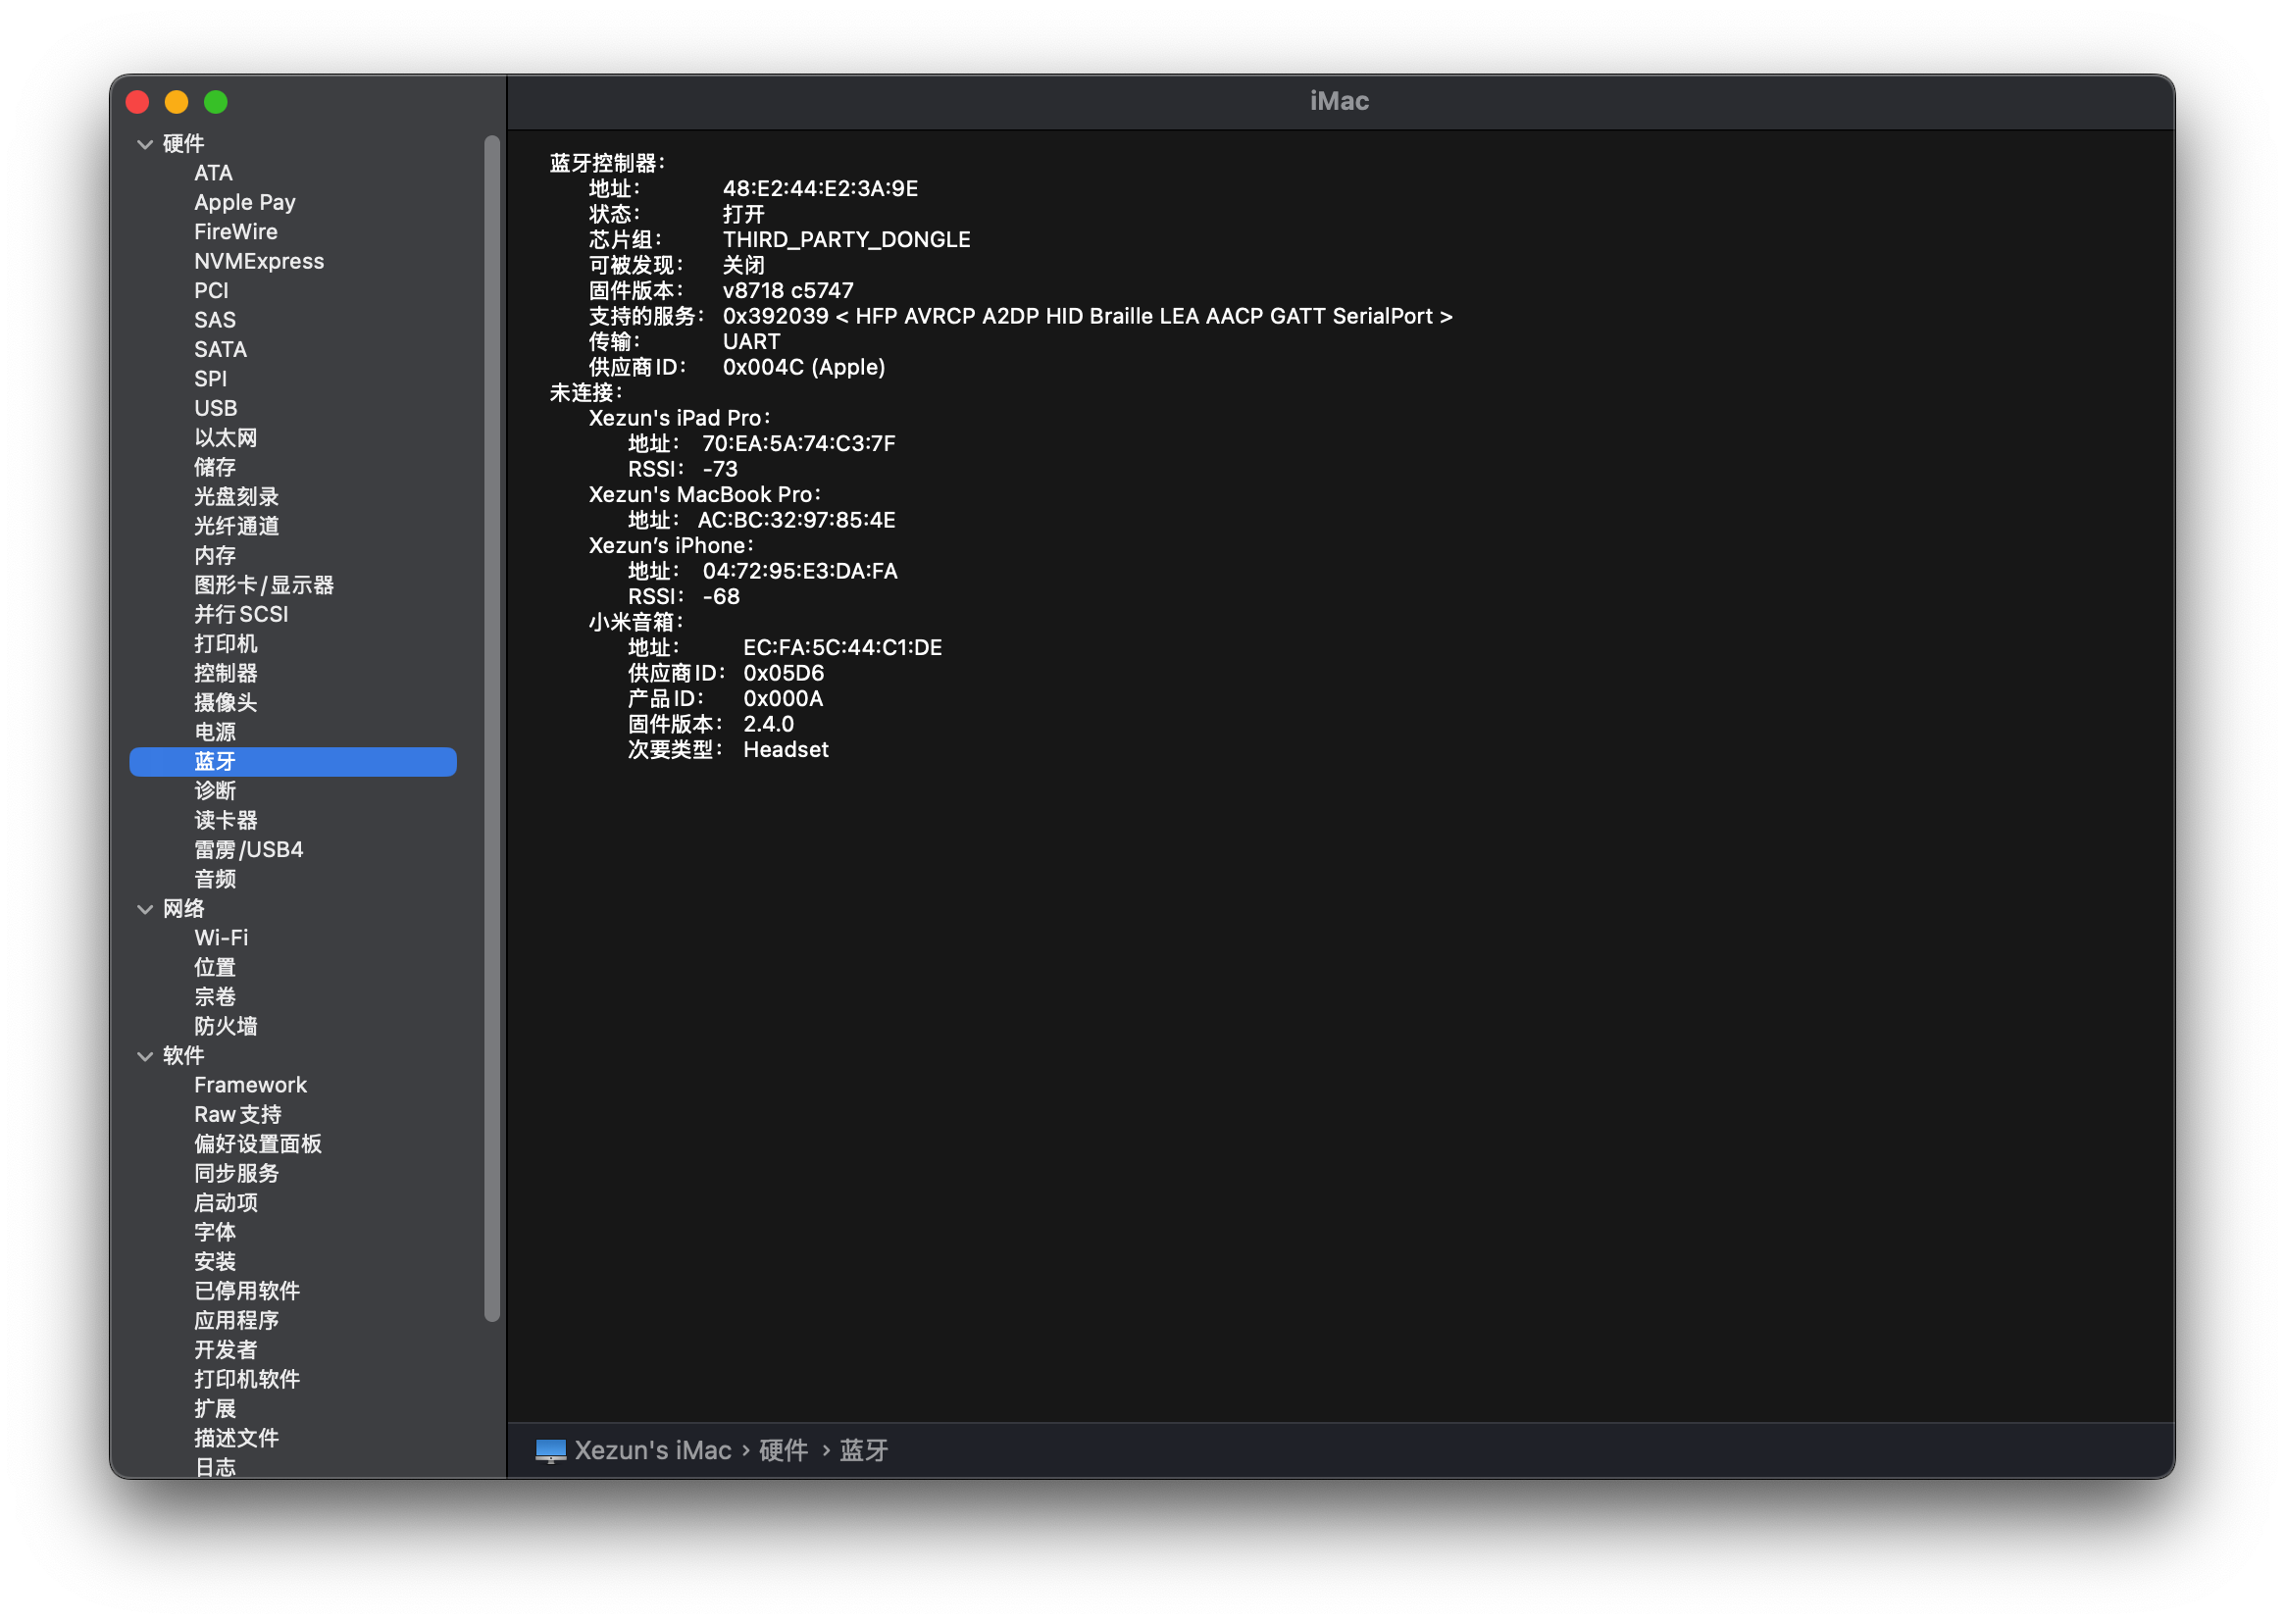 iMac
硬件
ATA
Apple Pay
FireWire
NVMExpress
PCI
SAS
SATA
SPI
USB
以太网
储存
光盘刻录
光纤通道
内存
图形卡/显示器
并行SCSI
打印机
控制器
摄像头
电源
蓝牙
诊断
读卡器
雷雳/USB4
音频
网络
Wi-Fi
位置
宗卷
防火墙
软件
Framework
Raw支持
偏好设置面板
同步服务
启动项
字体
安装
已停用软件
应用程序
开发者
打印机软件
扩展
描述文件
日志
蓝牙控制器：
地址： 48:E2:44:E2:3A:9E
状态： 打开
芯片组： THIRD_PARTY_DONGLE
可被发现： 关闭
固件版本： v8718 c5747
支持的服务： 0x392039 < HFP AVRCP A2DP HID Braille LEA AACP GATT SerialPort >
传输： UART
供应商ID： 0x004C (Apple)
未连接：
Xezun's iPad Pro：
地址： 70:EA:5A:74:C3:7F
RSSI： -73
Xezun's MacBook Pro：
地址： AC:BC:32:97:85:4E
Xezun’s iPhone：
地址： 04:72:95:E3:DA:FA
RSSI： -68
小米音箱：
地址： EC:FA:5C:44:C1:DE
供应商ID： 0x05D6
产品ID： 0x000A
固件版本： 2.4.0
次要类型： Headset
Xezun's iMac › 硬件 › 蓝牙